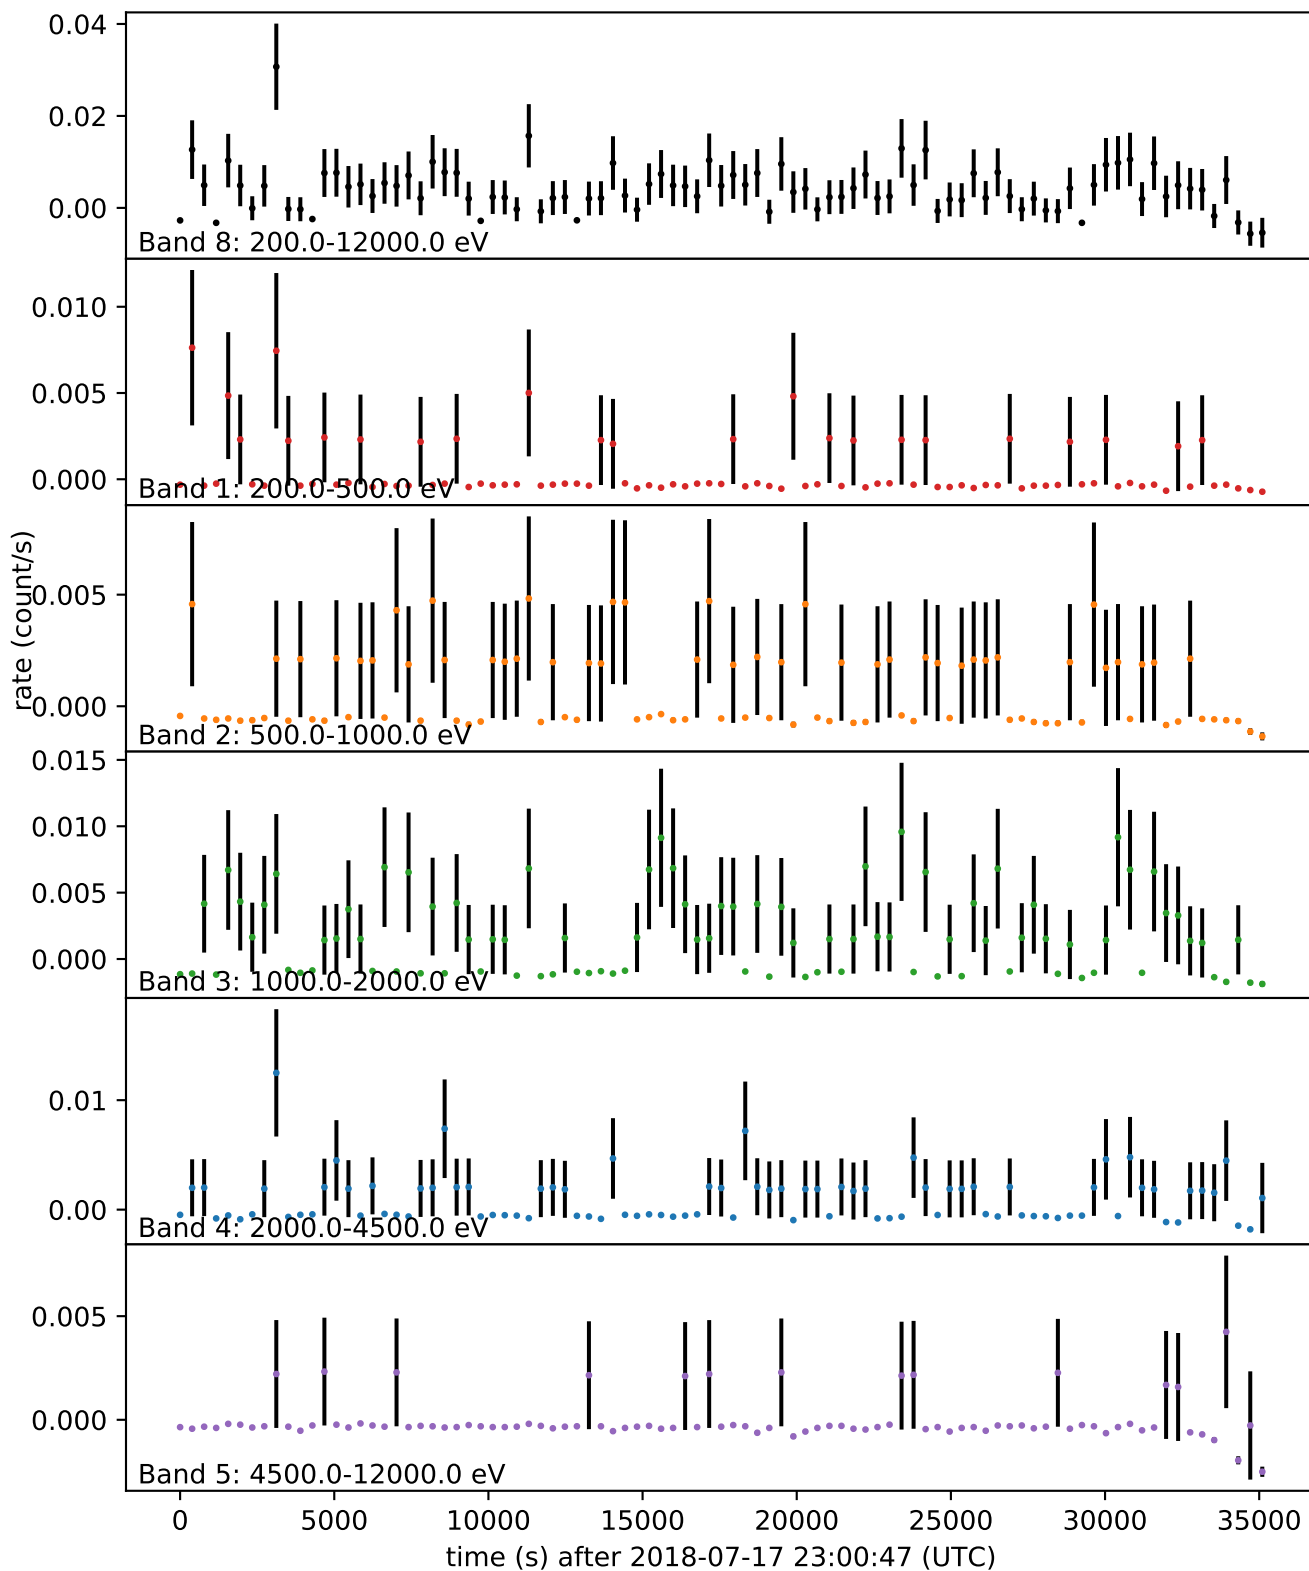 0.04
0.02
0.00
Band 8: 200.0-12000.0 eV
0.010
0.005
0.000
Band 1: 200.0-500.0 eV
rate (count/s)
0.005
0.000
Band 2: 500.0-1000.0 eV
0.015
0.010
0.005
0.000
Band 3: 1000.0-2000.0 eV
0.01
0.00
Band 4: 2000.0-4500.0 eV
0.005
0.000
Band 5: 4500.0-12000.0 eV
0 5000 10000 15000 20000 25000 30000 35000
time (s) after 2018-07-17 23:00:47 (UTC)